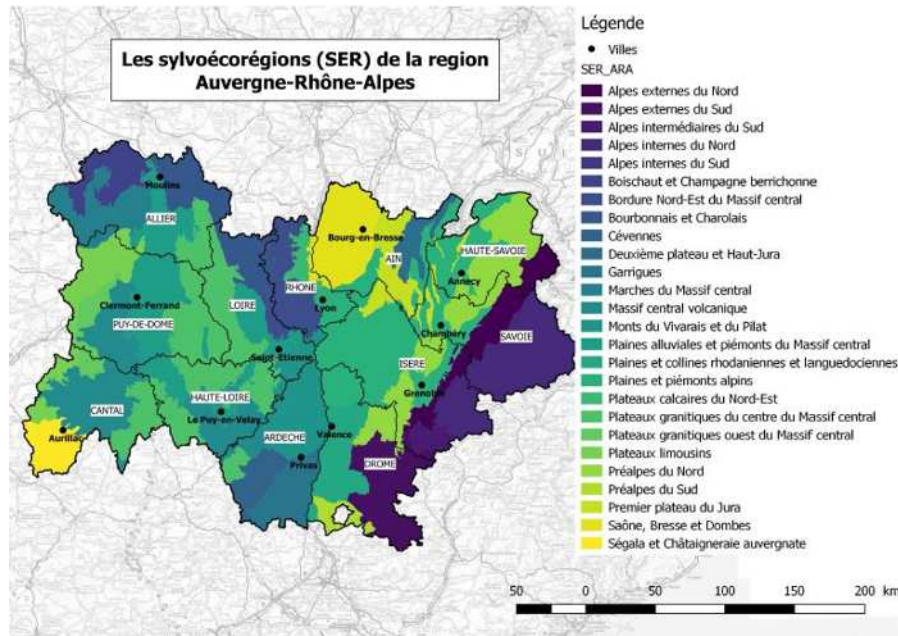 Les sylvoécorégions (SER) de la region
Auvergne-Rhône-Alpes
Légende
Villes
SER_ARA
Alpes externes du Nord
Alpes externes du Sud
Alpes intermédiaires du Sud
Alpes internes du Nord
Alpes internes du Sud
Boischaut et Champagne berrichonne
Bordure Nord-Est du Massif central
Bourbonnais et Charolais
Cévennes
Deuxième plateau et Haut-Jura
Garrigues
Marches du Massif central
Massif central volcanique
Monts du Vivarais et du Pilat
Plaines alluviales et piémonts du Massif central
Plaines et collines rhodaniennes et languedociennes
Plaines et piémonts alpins
Plateaux calcaires du Nord-Est
Plateaux granitiques du centre du Massif central
Plateaux granitiques ouest du Massif central
Plateaux limousins
Préalpes du Nord
Préalpes du Sud
Premier plateau du Jura
Saône, Bresse et Dombes
Ségala et Châtaigneraie auvergnate
Moulins
ALLIER
Bourg-en-Bresse
AIN
HAUTE-SAVOIE
Annecy
Clermont-Ferrand
PUY-DE-DOME
LOIRE
RHONE
Lyon
Chambéry
SAVOIE
Saint-Etienne
ISERE
Grenoble
HAUTE-LOIRE
CANTAL
Le Puy-en-Velay
Aurillac
ARDECHE
Valence
Privas
DROME
50 0 50 100 150 200 km